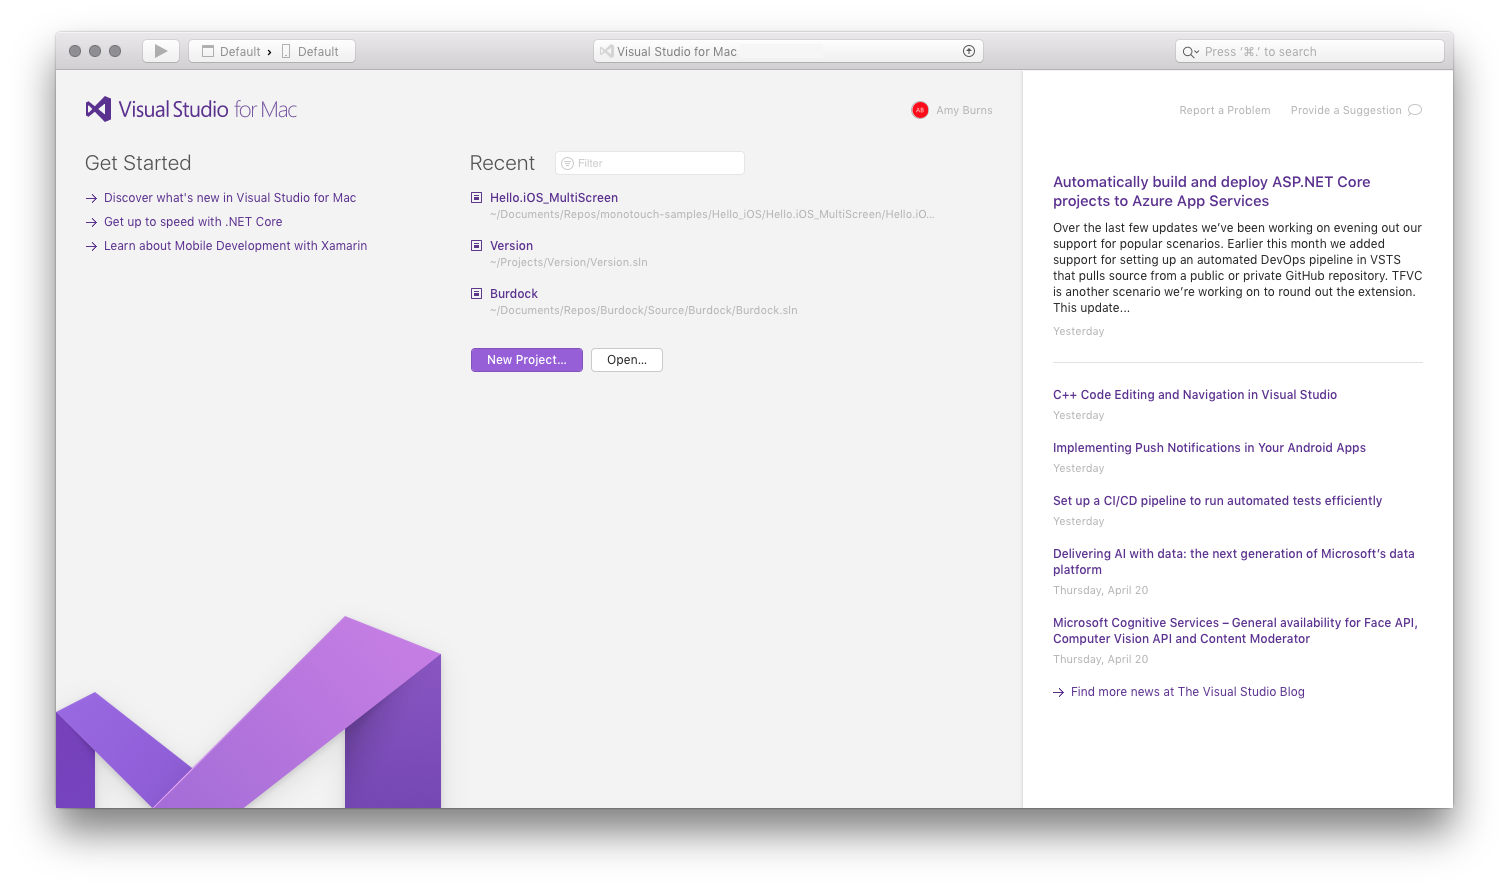 Default › Default
Visual Studio for Mac
Press ‘⌘.’ to search
Visual Studio for Mac
AB Amy Burns
Get Started
Discover what's new in Visual Studio for Mac
Get up to speed with .NET Core
Learn about Mobile Development with Xamarin
Recent
Filter
Hello.iOS_MultiScreen
~/Documents/Repos/monotouch-samples/Hello_iOS/Hello.iOS_MultiScreen/Hello.iO...
Version
~/Projects/Version/Version.sln
Burdock
~/Documents/Repos/Burdock/Source/Burdock/Burdock.sln
New Project...
Open...
Report a Problem
Provide a Suggestion
Automatically build and deploy ASP.NET Core
projects to Azure App Services
Over the last few updates we’ve been working on evening out our
support for popular scenarios. Earlier this month we added
support for setting up an automated DevOps pipeline in VSTS
that pulls source from a public or private GitHub repository. TFVC
is another scenario we’re working on to round out the extension.
This update...
Yesterday
C++ Code Editing and Navigation in Visual Studio
Yesterday
Implementing Push Notifications in Your Android Apps
Yesterday
Set up a CI/CD pipeline to run automated tests efficiently
Yesterday
Delivering AI with data: the next generation of Microsoft’s data
platform
Thursday, April 20
Microsoft Cognitive Services – General availability for Face API,
Computer Vision API and Content Moderator
Thursday, April 20
Find more news at The Visual Studio Blog